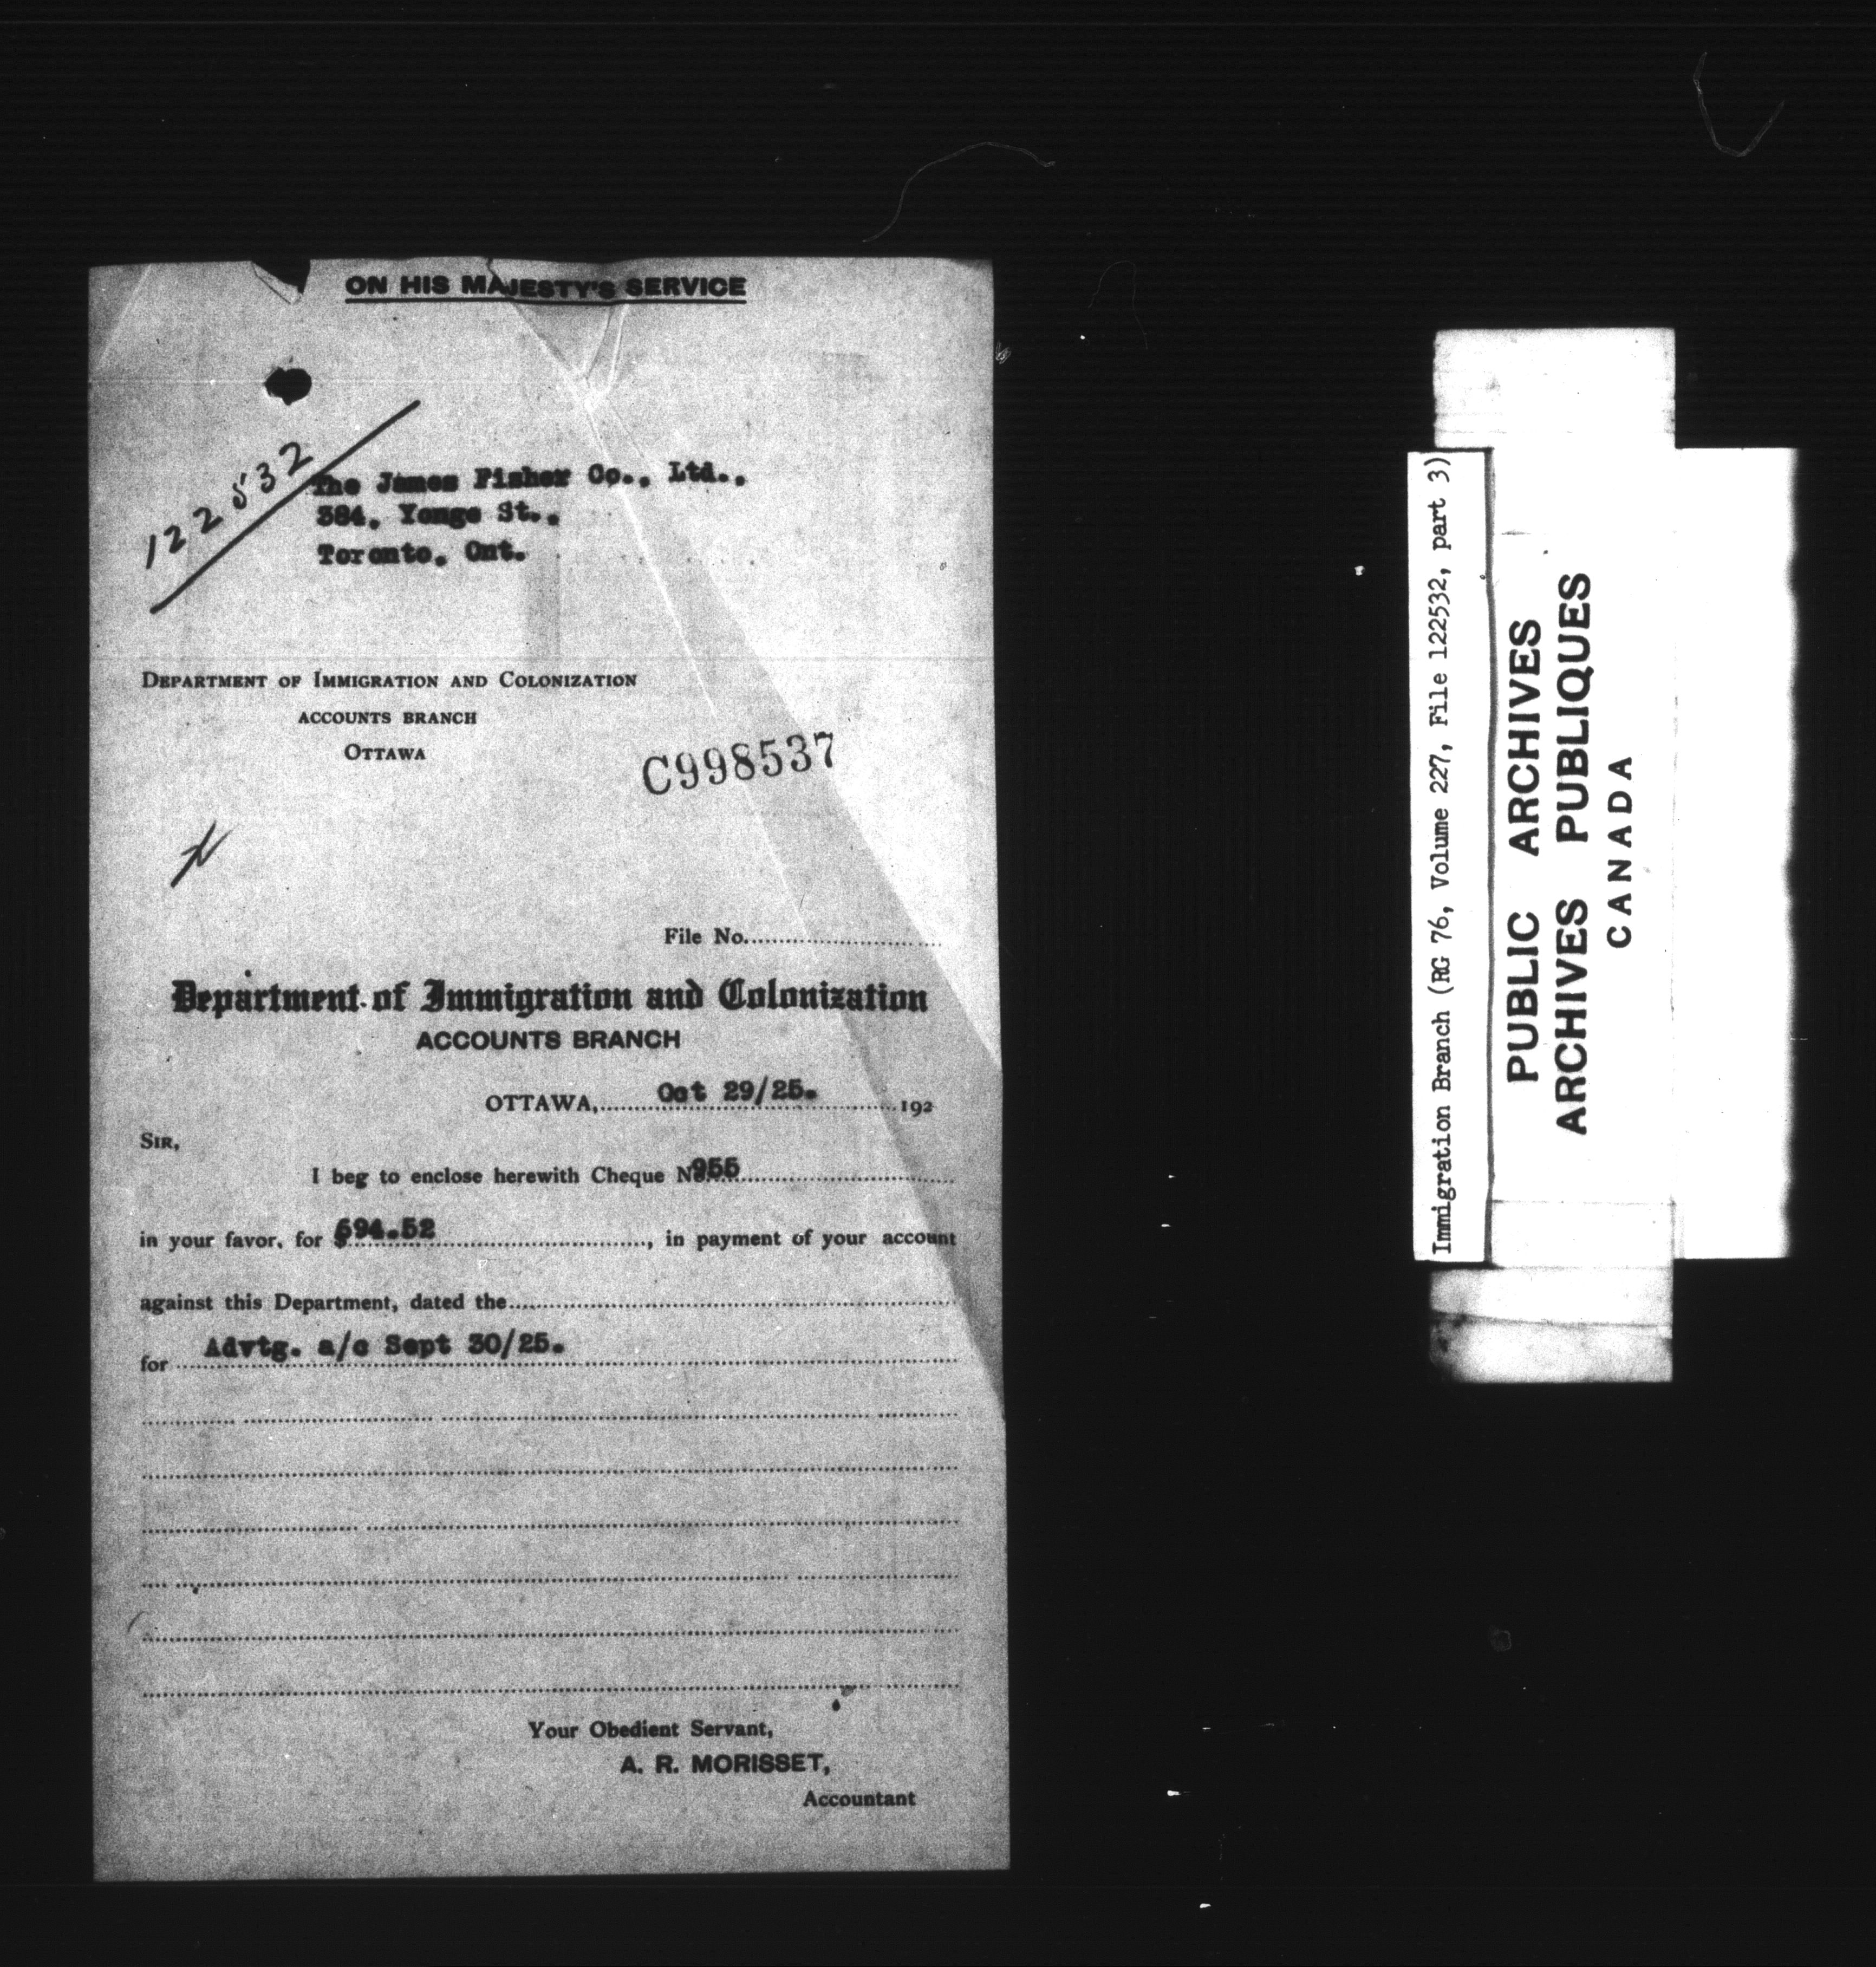 ON HIS MAJESTY'S SERVICE
122532
The James Fisher Co., Ltd.,
384, Yonge St.,
Toronto, Ont.
DEPARTMENT OF IMMIGRATION AND COLONIZATION
ACCOUNTS BRANCH
OTTAWA
C998537
File No.
Department of Immigration and Colonization
ACCOUNTS BRANCH
OTTAWA, Oct 29/25. 192
SIR,
I beg to enclose herewith Cheque No. 955
in your favor, for $694.52, in payment of your account
against this Department, dated the
for Advtg. a/c Sept 30/25.
Your Obedient Servant,
A. R. MORISSET,
Accountant
Immigration Branch (RG 76, Volume 227, File 122532, part 3)
PUBLIC ARCHIVES
ARCHIVES PUBLIQUES
CANADA